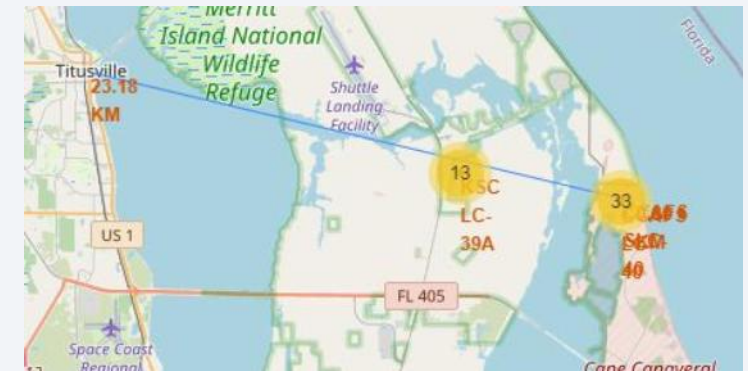 Merritt
Island National
Wildlife
Refuge
Titusville
23.18
KM
Shuttle
Landing
Facility
Florida
13
KSC
LC-
39A
33
40
US 1
FL 405
Space Coast
Regional
Cape Canaveral